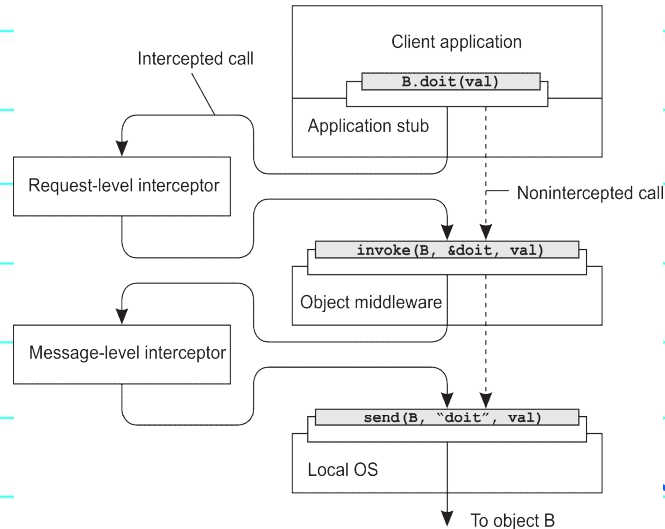 Client application
Intercepted call
B.doit(val)
Application stub
Request-level interceptor
Nonintercepted call
invoke(B, &doit, val)
Object middleware
Message-level interceptor
send(B, “doit”, val)
Local OS
To object B